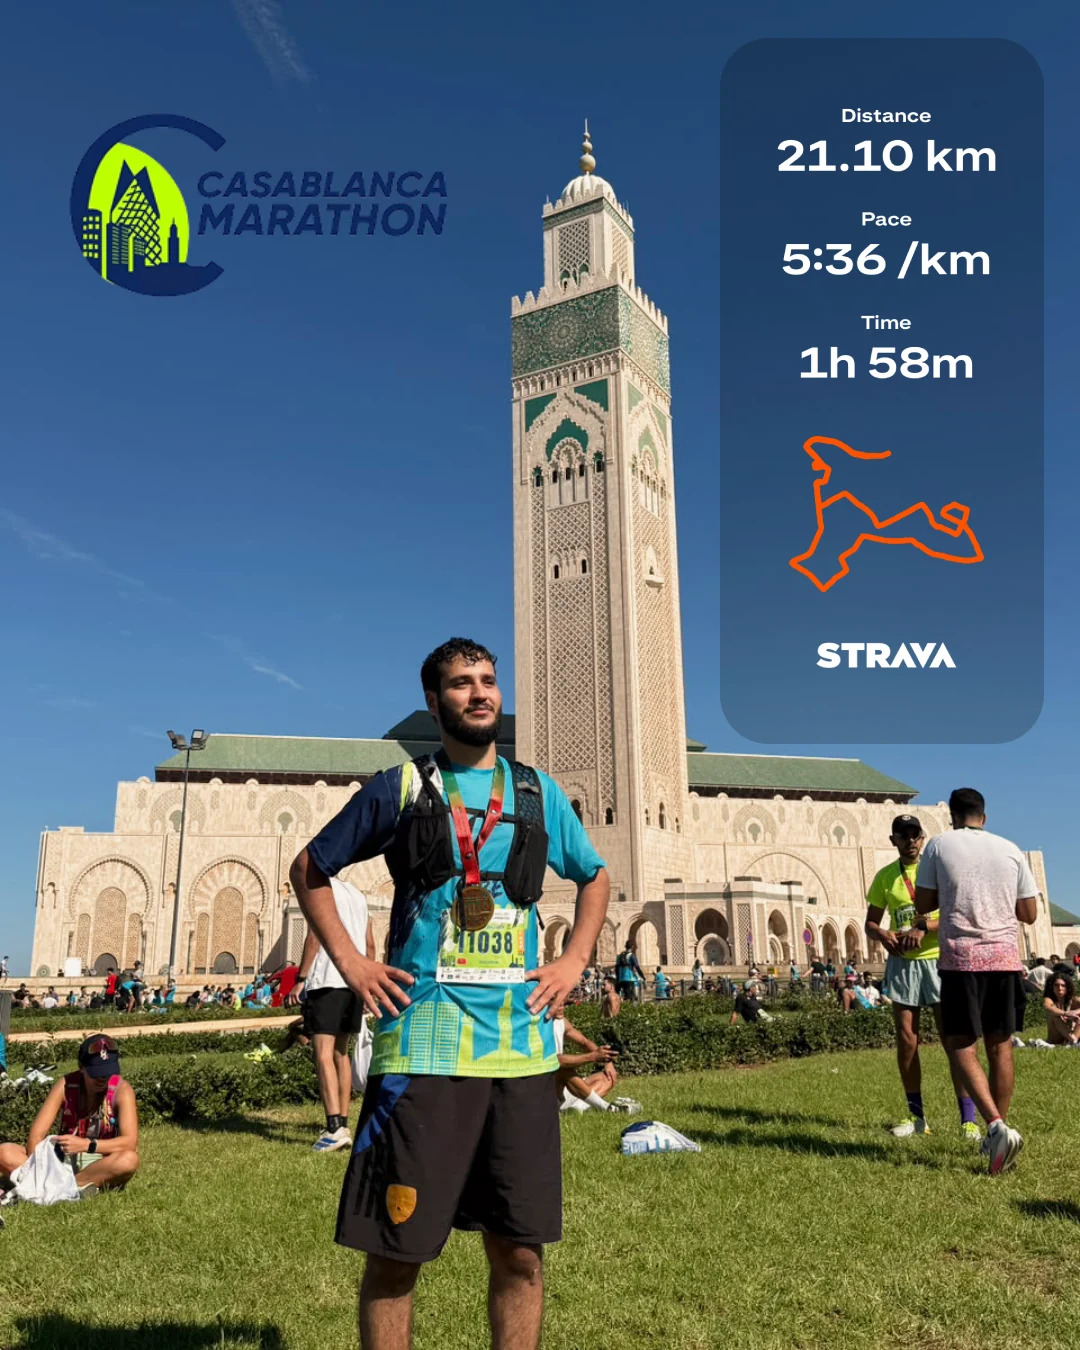 CASABLANCA
MARATHON
Distance
21.10 km
Pace
5:36 /km
Time
1h 58m
STRAVA
11038